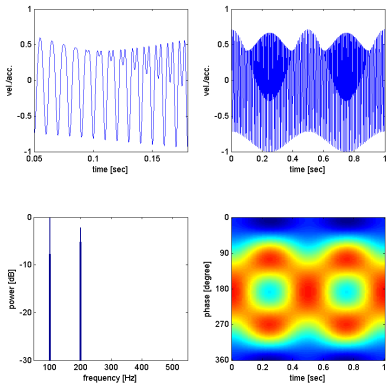 1
0.5
0
-0.5
-1
vel./acc.
0.05 0.1 0.15
time [sec]
1
0.5
0
-0.5
-1
vel./acc.
0 0.2 0.4 0.6 0.8 1
time [sec]
0
-10
-20
-30
power [dB]
100 200 300 400 500
frequency [Hz]
0
90
180
270
360
phase [degree]
0 0.2 0.4 0.6 0.8 1
time [sec]